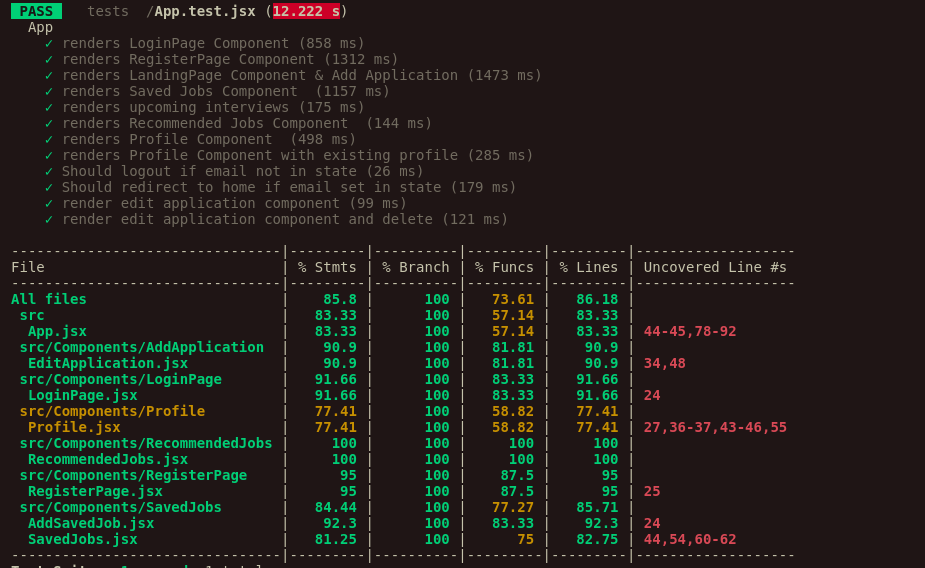 PASS tests /App.test.jsx (12.222 s)
App
✓ renders LoginPage Component (858 ms)
✓ renders RegisterPage Component (1312 ms)
✓ renders LandingPage Component & Add Application (1473 ms)
✓ renders Saved Jobs Component  (1157 ms)
✓ renders upcoming interviews (175 ms)
✓ renders Recommended Jobs Component  (144 ms)
✓ renders Profile Component  (498 ms)
✓ renders Profile Component with existing profile (285 ms)
✓ Should logout if email not in state (26 ms)
✓ Should redirect to home if email set in state (179 ms)
✓ render edit application component (99 ms)
✓ render edit application component and delete (121 ms)
--------------------------------|---------|----------|---------|---------|-------------------
File | % Stmts | % Branch | % Funcs | % Lines | Uncovered Line #s
--------------------------------|---------|----------|---------|---------|-------------------
All files | 85.8 | 100 | 73.61 | 86.18 |
src | 83.33 | 100 | 57.14 | 83.33 |
App.jsx | 83.33 | 100 | 57.14 | 83.33 | 44-45,78-92
src/Components/AddApplication | 90.9 | 100 | 81.81 | 90.9 |
EditApplication.jsx | 90.9 | 100 | 81.81 | 90.9 | 34,48
src/Components/LoginPage | 91.66 | 100 | 83.33 | 91.66 |
LoginPage.jsx | 91.66 | 100 | 83.33 | 91.66 | 24
src/Components/Profile | 77.41 | 100 | 58.82 | 77.41 |
Profile.jsx | 77.41 | 100 | 58.82 | 77.41 | 27,36-37,43-46,55
src/Components/RecommendedJobs | 100 | 100 | 100 | 100 |
RecommendedJobs.jsx | 100 | 100 | 100 | 100 |
src/Components/RegisterPage | 95 | 100 | 87.5 | 95 |
RegisterPage.jsx | 95 | 100 | 87.5 | 95 | 25
src/Components/SavedJobs | 84.44 | 100 | 77.27 | 85.71 |
AddSavedJob.jsx | 92.3 | 100 | 83.33 | 92.3 | 24
SavedJobs.jsx | 81.25 | 100 | 75 | 82.75 | 44,54,60-62
--------------------------------|---------|----------|---------|---------|-------------------